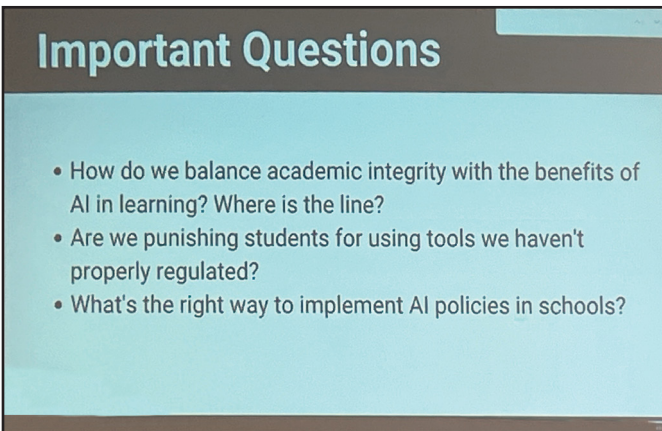 Important Questions
• How do we balance academic integrity with the benefits of
AI in learning? Where is the line?
• Are we punishing students for using tools we haven't
properly regulated?
• What's the right way to implement AI policies in schools?